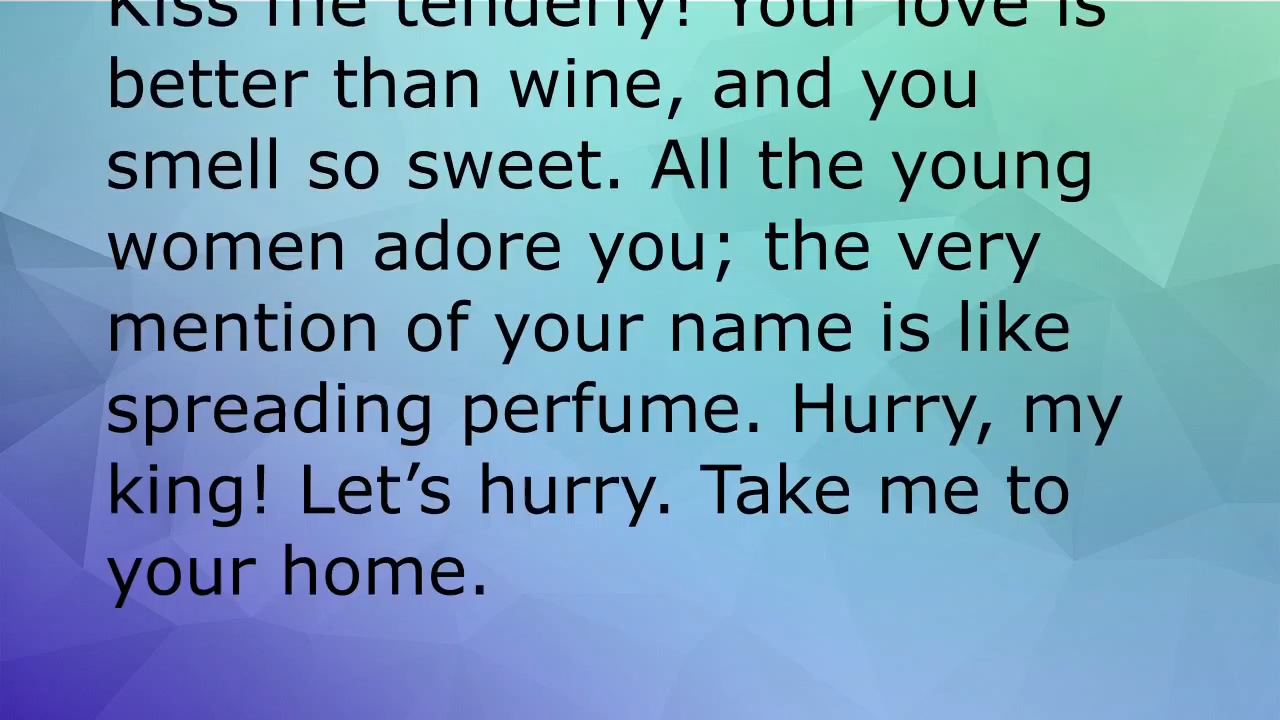 Kiss me tenderly! Your love is
better than wine, and you
smell so sweet. All the young
women adore you; the very
mention of your name is like
spreading perfume. Hurry, my
king! Let’s hurry. Take me to
your home.